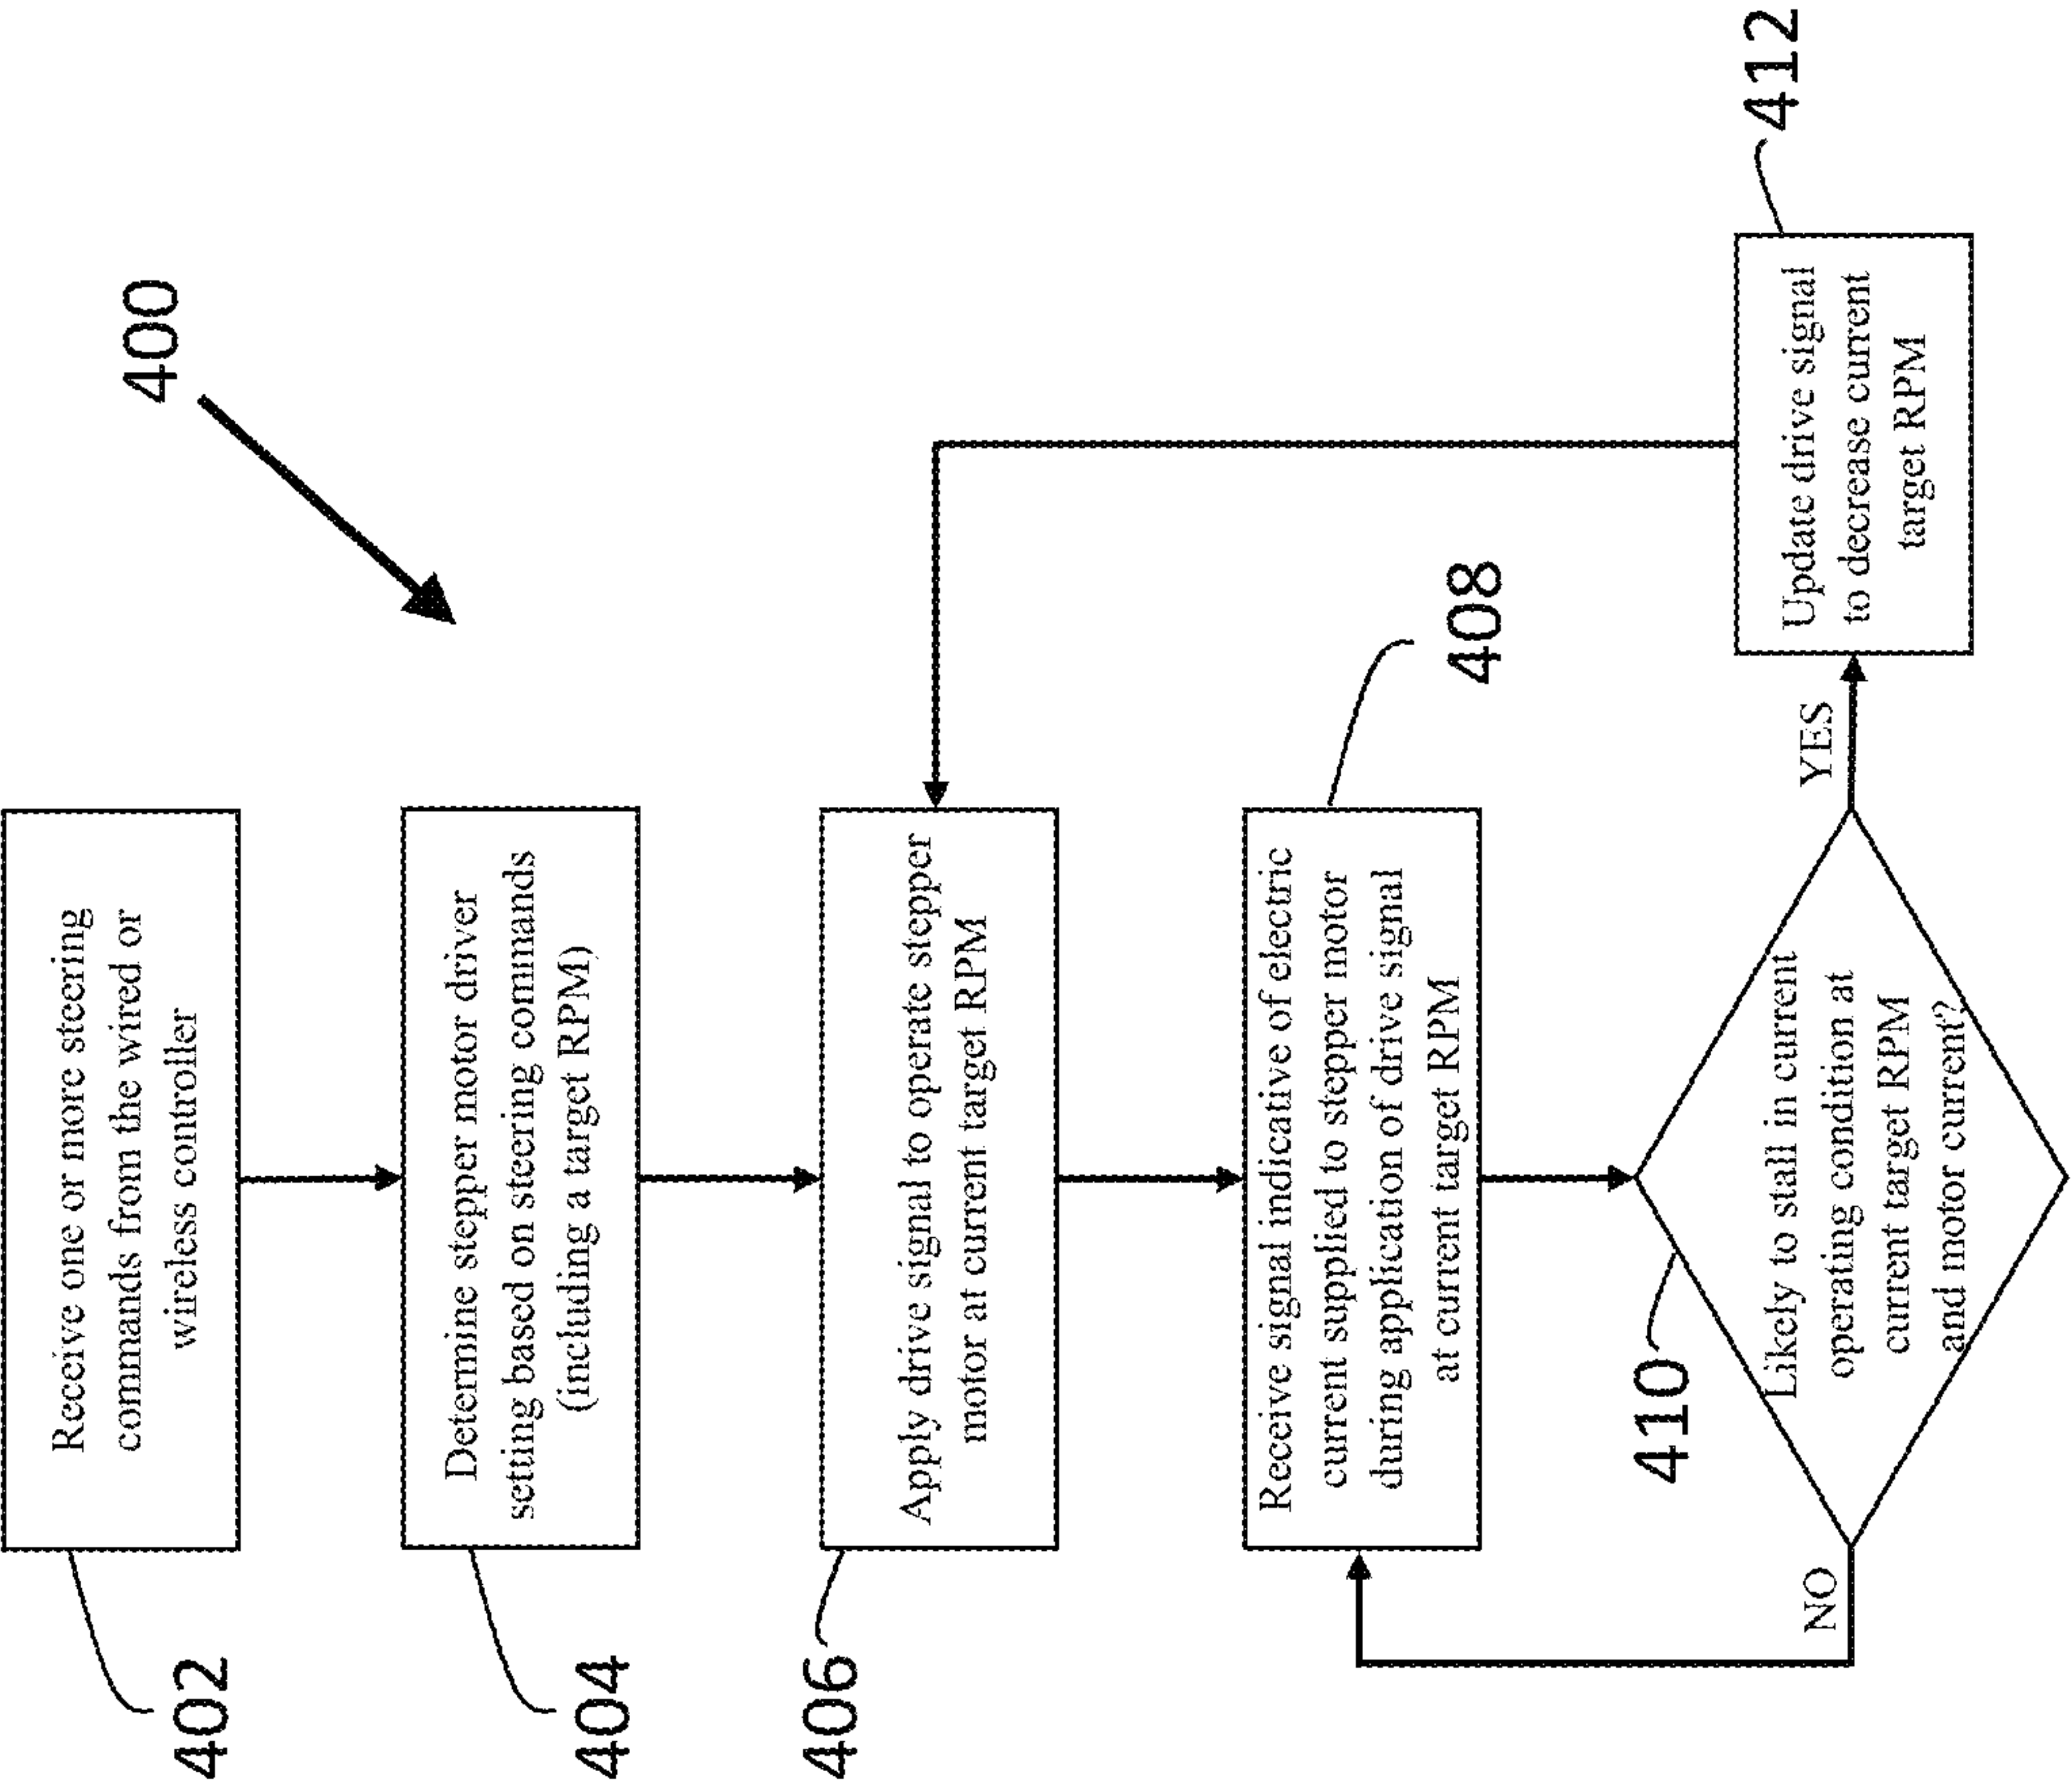 400
402
Receive one or more steering
commands from the wired or
wireless controller
404
Determine stepper motor driver
setting based on steering commands
(including a target RPM)
406
Apply drive signal to operate stepper
motor at current target RPM
408
Receive signal indicative of electric
current supplied to stepper motor
during application of drive signal
at current target RPM
410
Likely to stall in current
operating condition at
current target RPM
and motor current?
NO
YES
412
Update drive signal
to decrease current
target RPM